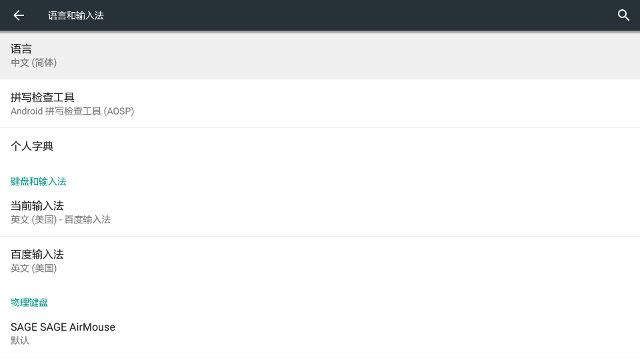 语言和输入法
语言
中文 (简体)
拼写检查工具
Android 拼写检查工具 (AOSP)
个人字典
键盘和输入法
当前输入法
英文 (美国) - 百度输入法
百度输入法
英文 (美国)
物理键盘
SAGE SAGE AirMouse
默认